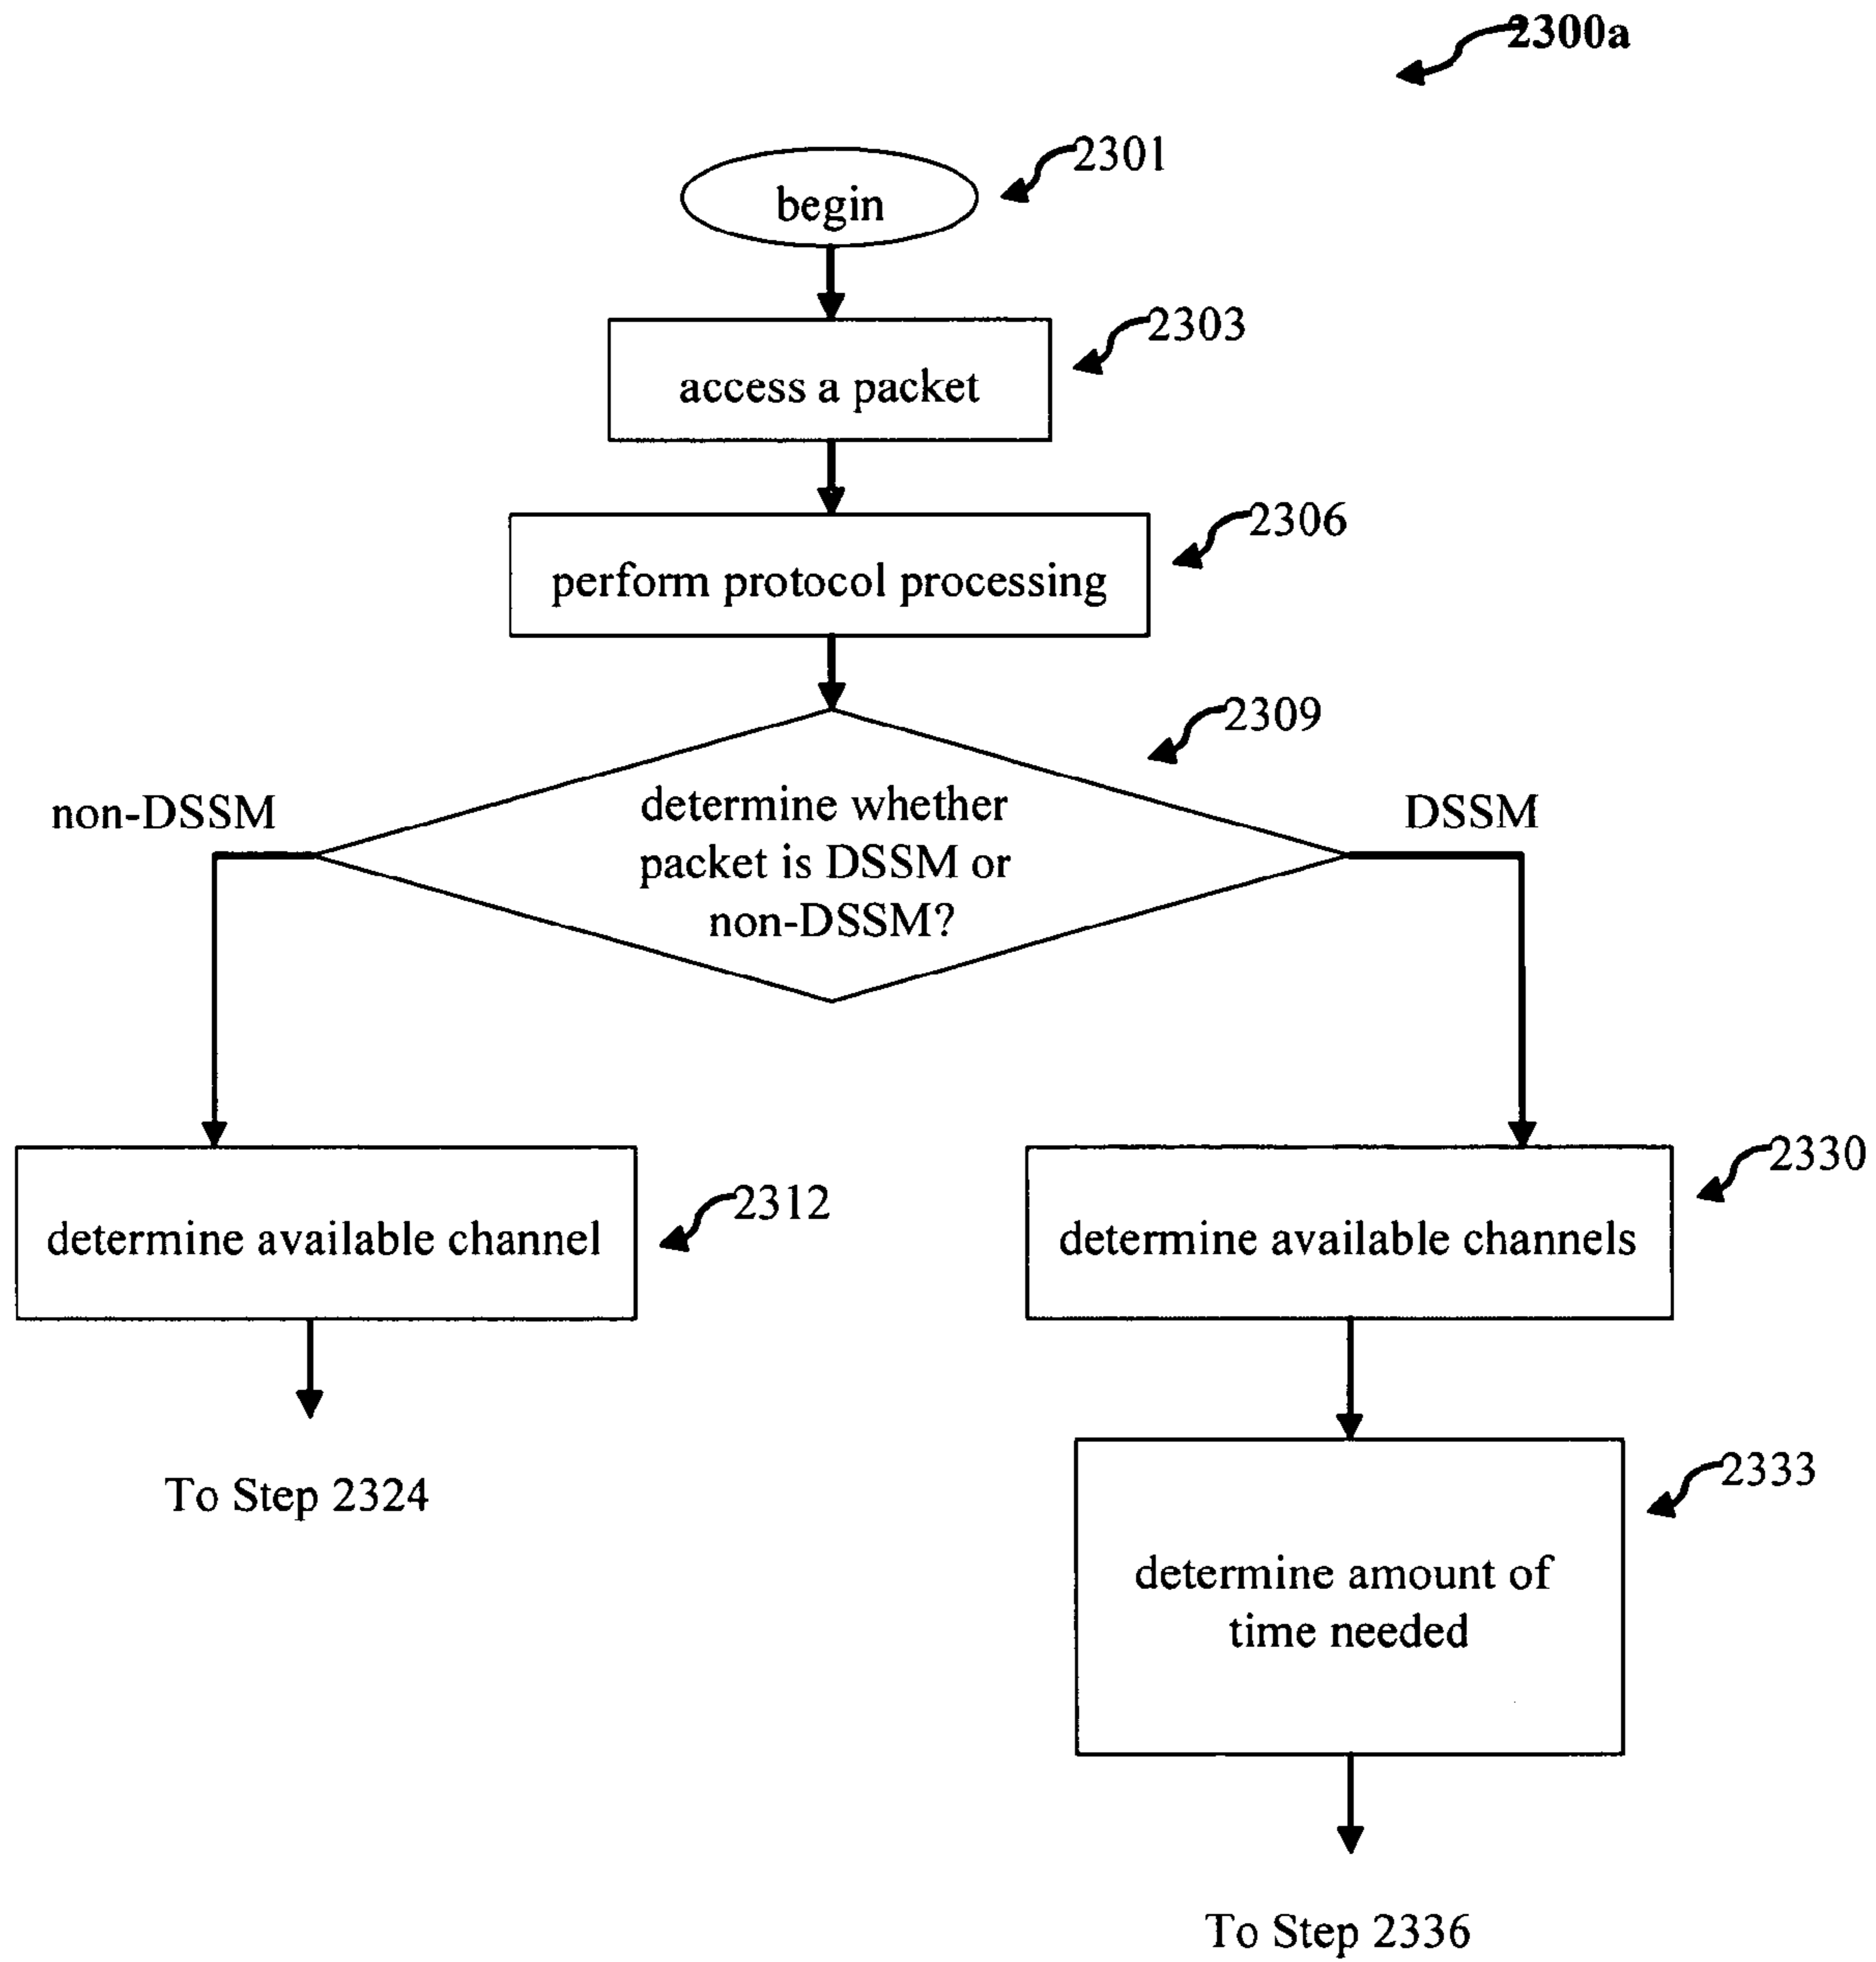 2300a
2301
begin
2303
access a packet
2306
perform protocol processing
2309
non-DSSM
determine whether
packet is DSSM or
non-DSSM?
DSSM
2312
determine available channel
To Step 2324
2330
determine available channels
2333
determine amount of
time needed
To Step 2336